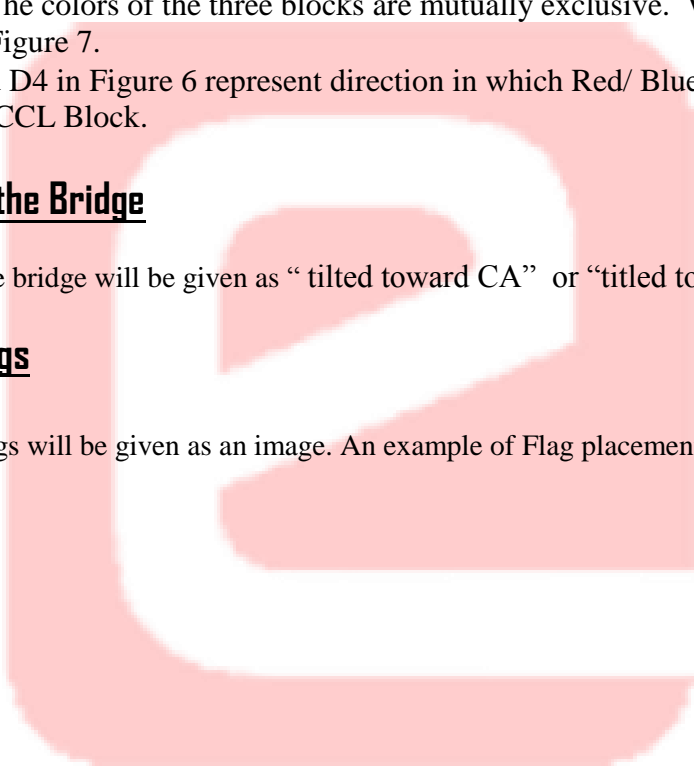 he colors of the three blocks are mutually exclusive.
igure 7.
D4 in Figure 6 represent direction in which Red/ Blue
CCL Block.
the Bridge
e bridge will be given as “ tilted toward CA” or “titled to
gs
gs will be given as an image. An example of Flag placemen